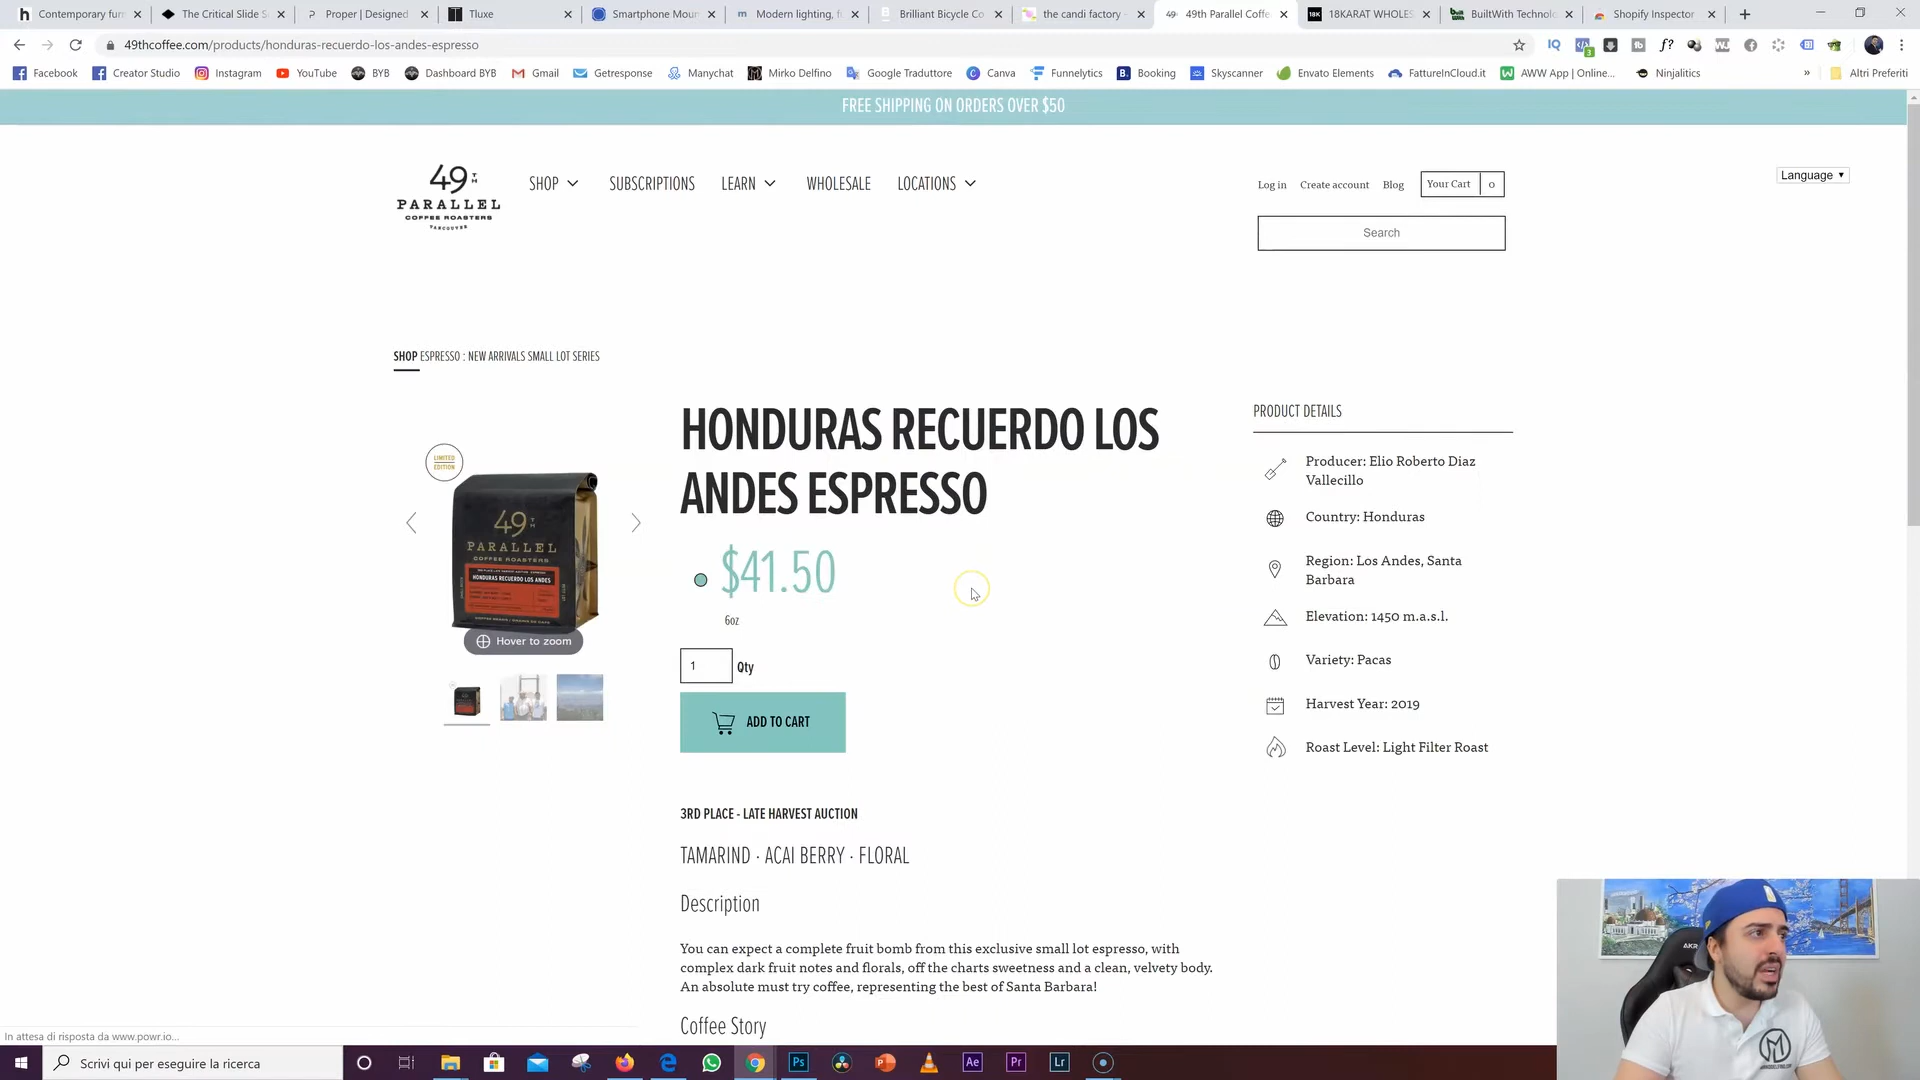 Contemporary furn
The Critical Slide S
Proper | Designed
Tluxe
Smartphone Moun
Modern lighting, f
Brilliant Bicycle Co
the candi factory -
49th Parallel Coffe
18KARAT WHOLES
BuiltWith Technolo
Shopify Inspector
49thcoffee.com/products/honduras-recuerdo-los-andes-espresso
Facebook
Creator Studio
Instagram
YouTube
BYB
Dashboard BYB
Gmail
Getresponse
Manychat
Mirko Delfino
Google Traduttore
Canva
Funnelytics
Booking
Skyscanner
Envato Elements
FattureInCloud.it
AWW App | Online...
Ninjalitics
Altri Preferiti
FREE SHIPPING ON ORDERS OVER $50
49TH
PARALLEL
COFFEE ROASTERS
VANCOUVER
SHOP
SUBSCRIPTIONS
LEARN
WHOLESALE
LOCATIONS
Log in
Create account
Blog
Your Cart
0
Language
Search
SHOP ESPRESSO : NEW ARRIVALS SMALL LOT SERIES
LIMITED
EDITION
49TH
PARALLEL
COFFEE ROASTERS
HONDURAS RECUERDO LOS ANDES
Hover to zoom
HONDURAS RECUERDO LOS
ANDES ESPRESSO
$41.50
6oz
1
Qty
ADD TO CART
3RD PLACE - LATE HARVEST AUCTION
TAMARIND · ACAI BERRY · FLORAL
Description
You can expect a complete fruit bomb from this exclusive small lot espresso, with
complex dark fruit notes and florals, off the charts sweetness and a clean, velvety body.
An absolute must try coffee, representing the best of Santa Barbara!
Coffee Story
PRODUCT DETAILS
Producer: Elio Roberto Diaz
Vallecillo
Country: Honduras
Region: Los Andes, Santa
Barbara
Elevation: 1450 m.a.s.l.
Variety: Pacas
Harvest Year: 2019
Roast Level: Light Filter Roast
AKR
In attesa di risposta da www.powr.io...
Scrivi qui per eseguire la ricerca
Ps
Ae
Pr
Lr